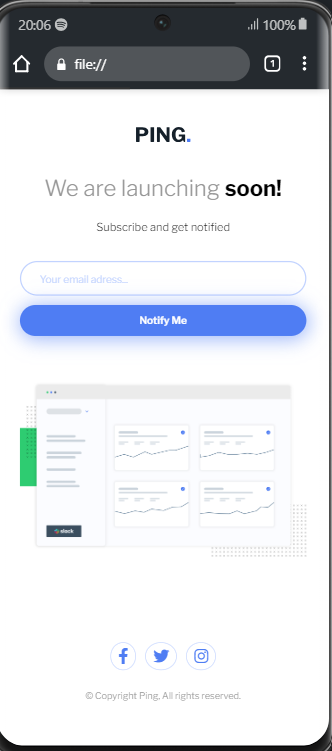 20:06 100%
file:// 1
PING.
We are launching soon!
Subscribe and get notified
Your email adress...
Notify Me
slack
© Copyright Ping. All rights reserved.